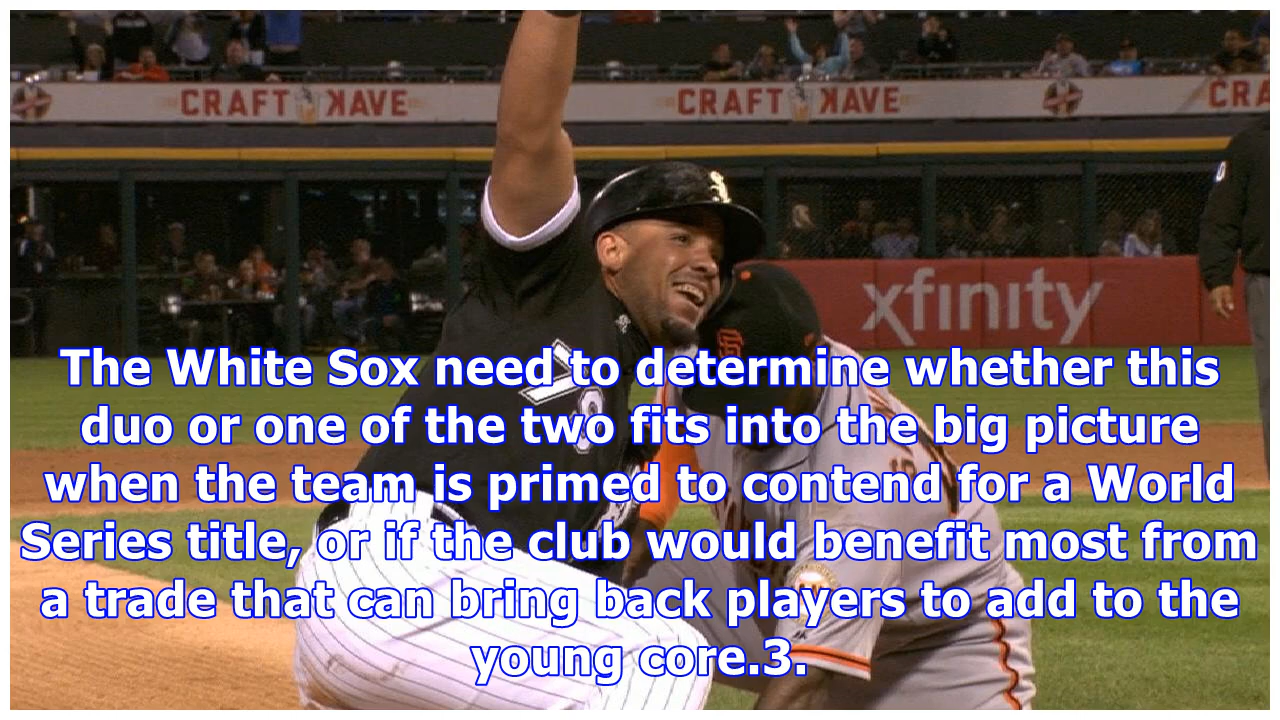 CRAFT KAVE CRAFT KAVE CRA
xfinity
The White Sox need to determine whether this
duo or one of the two fits into the big picture
when the team is primed to contend for a World
Series title, or if the club would benefit most from
a trade that can bring back players to add to the
young core.3.